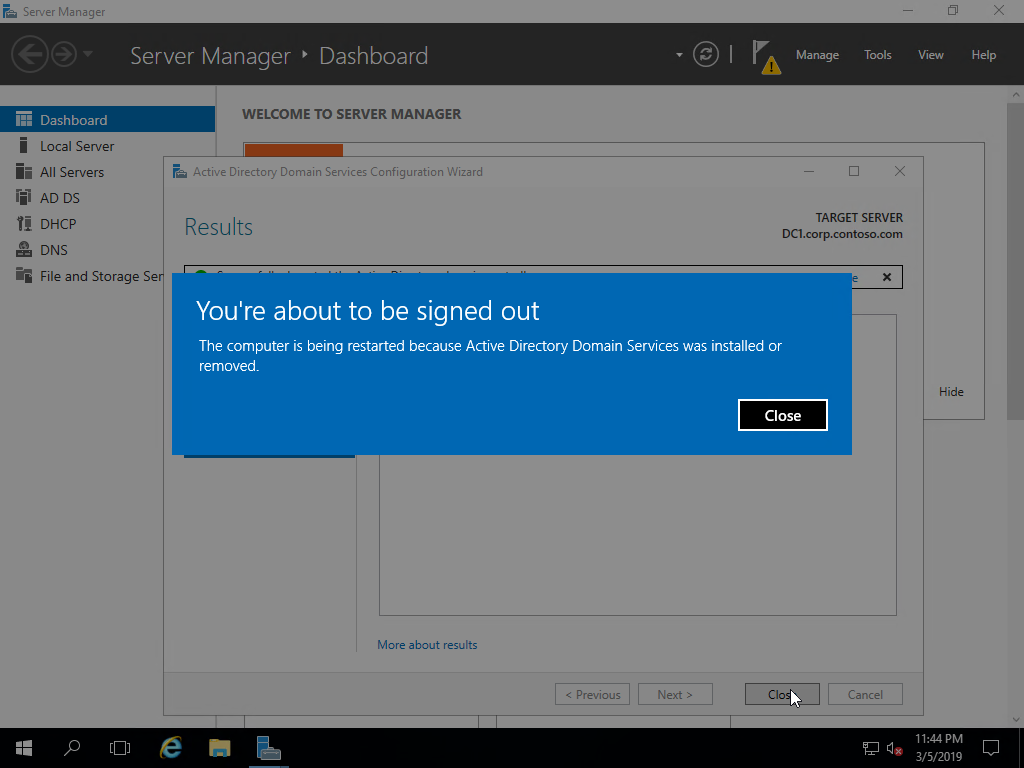 Server Manager
Server Manager ‣ Dashboard
Manage
Tools
View
Help
Dashboard
Local Server
All Servers
AD DS
DHCP
DNS
File and Storage Ser
WELCOME TO SERVER MANAGER
Active Directory Domain Services Configuration Wizard
Results
TARGET SERVER
DC1.corp.contoso.com
You're about to be signed out
The computer is being restarted because Active Directory Domain Services was installed or
removed.
Close
Hide
More about results
< Previous
Next >
Close
Cancel
11:44 PM
3/5/2019